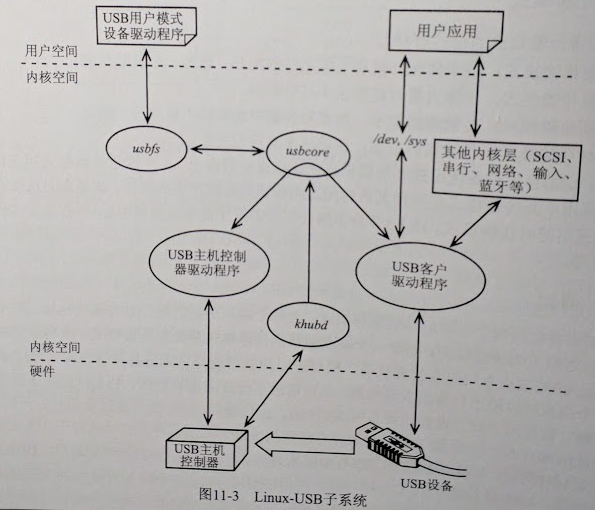 USB用户模式
设备驱动程序
用户应用
用户空间
内核空间
usbfs
usbcore
/dev, /sys
其他内核层（SCSI、
串行、网络、输入、
蓝牙等）
USB主机控制
器驱动程序
USB客户
驱动程序
khubd
内核空间
硬件
USB主机
控制器
USB设备
图11-3 Linux-USB子系统